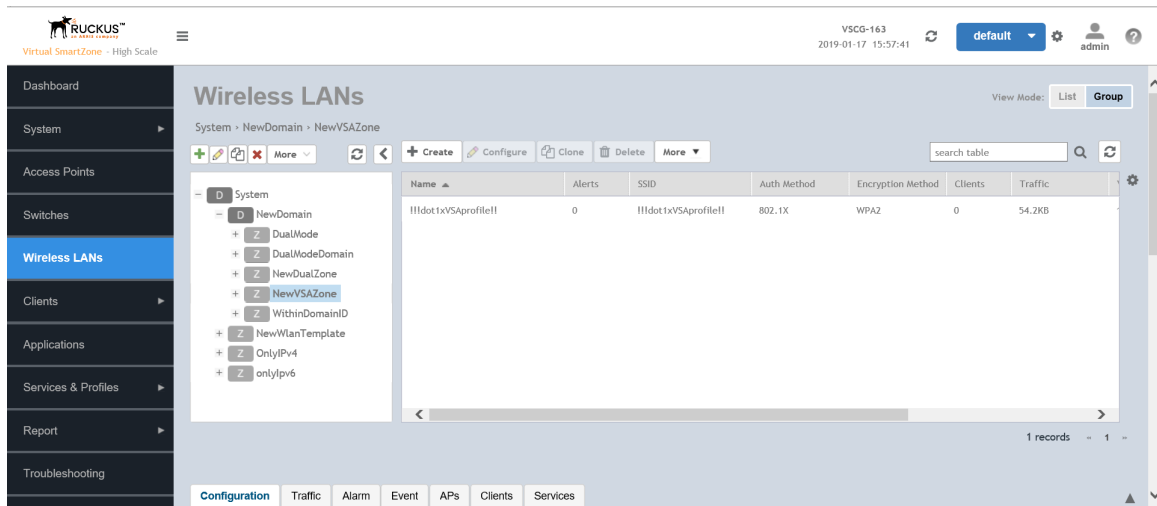 RUCKUS™
an ARRIS company
Virtual SmartZone - High Scale
VSCG-163
2019-01-17 15:57:41
default
admin
Dashboard
System
Access Points
Switches
Wireless LANs
Clients
Applications
Services & Profiles
Report
Troubleshooting
Wireless LANs
View Mode: List Group
System › NewDomain › NewVSAZone
More
Create Configure Clone Delete More
search table
D System
D NewDomain
Z DualMode
Z DualModeDomain
Z NewDualZone
Z NewVSAZone
Z WithinDomainID
Z NewWlanTemplate
Z OnlyIPv4
Z onlyIpv6
Name Alerts SSID Auth Method Encryption Method Clients Traffic
!!!dot1xVSAprofile!! 0 !!!dot1xVSAprofile!! 802.1X WPA2 0 54.2KB
1 records « 1 »
Configuration Traffic Alarm Event APs Clients Services